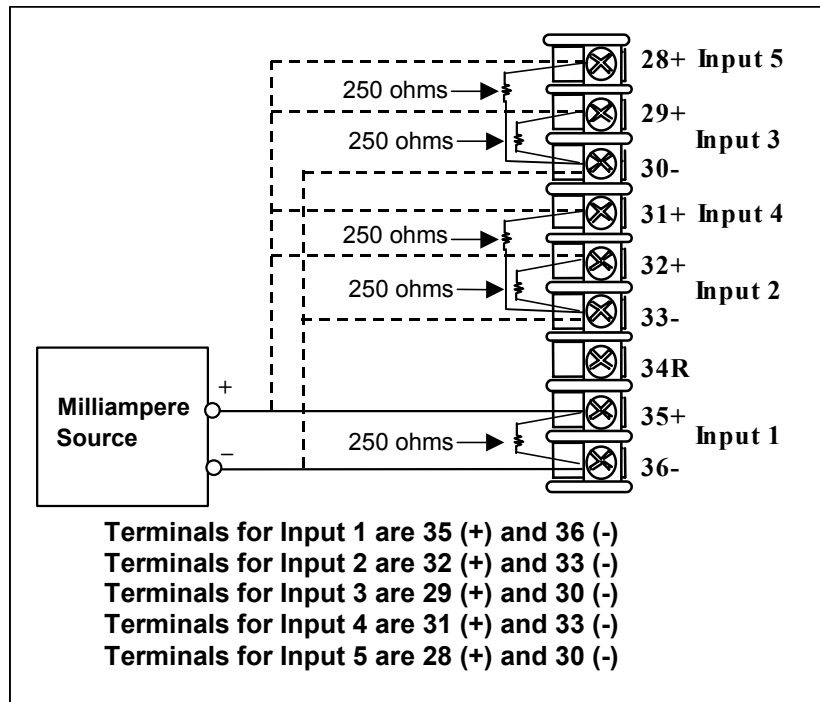 28+ Input 5
250 ohms
29+
250 ohms
Input 3
30-
31+ Input 4
250 ohms
32+
250 ohms
Input 2
33-
34R
+
Milliampere
Source
35+
250 ohms
Input 1
–
36-
Terminals for Input 1 are 35 (+) and 36 (-)
Terminals for Input 2 are 32 (+) and 33 (-)
Terminals for Input 3 are 29 (+) and 30 (-)
Terminals for Input 4 are 31 (+) and 33 (-)
Terminals for Input 5 are 28 (+) and 30 (-)